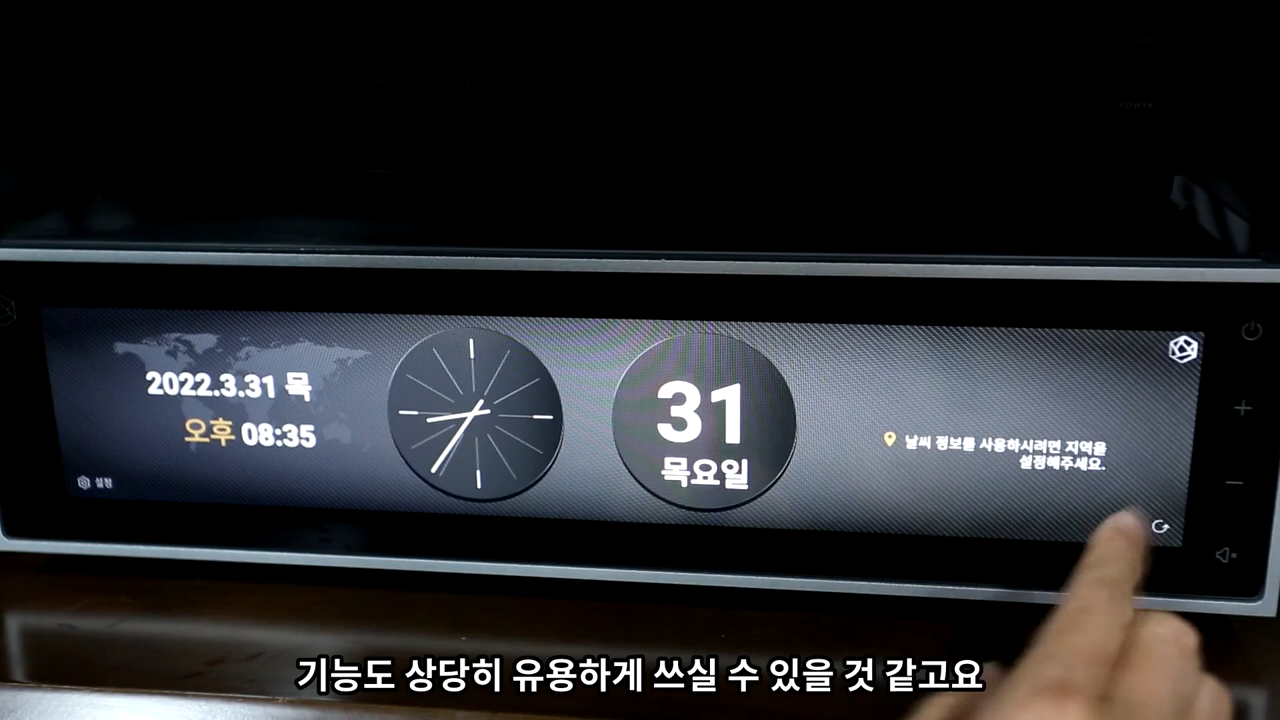 POWER
2022.3.31 목
오후 08:35
설정
31
목요일
날씨 정보를 사용하시려면 지역을
설정해주세요.
기능도 상당히 유용하게 쓰실 수 있을 것 같고요